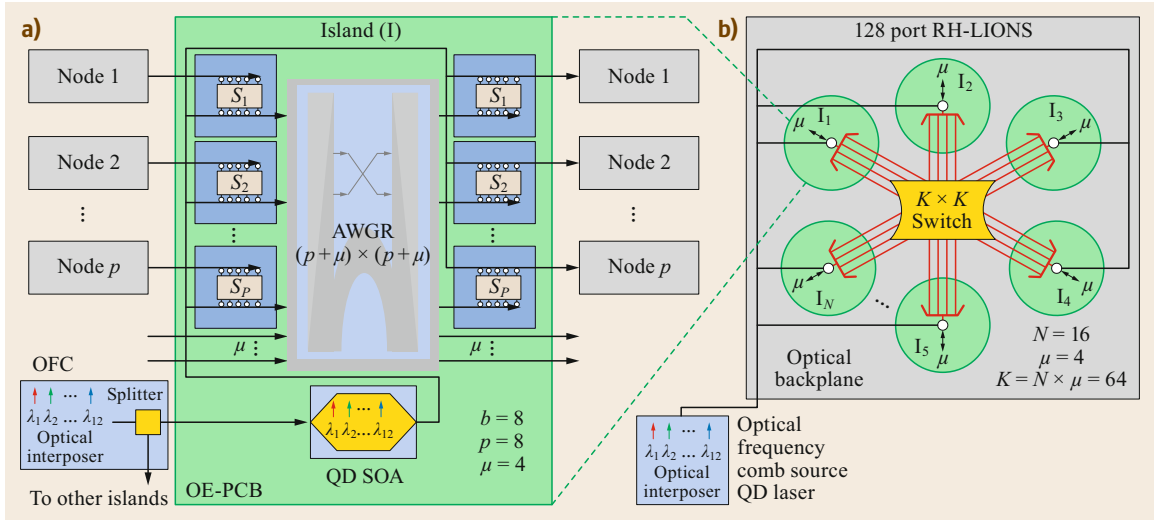 a)
Island (I)
Node 1
S1
S1
Node 1
Node 2
S2
S2
Node 2
...
...
...
...
AWGR
(p+μ) × (p+μ)
Node p
SP
SP
Node p
μ ...
μ ...
OFC
λ1 λ2 ... λ12
Splitter
Optical
interposer
To other islands
λ1 λ2 ... λ12
QD SOA
b = 8
p = 8
μ = 4
OE-PCB
b)
128 port RH-LIONS
μ
I2
μ
I1
I3
μ
K × K
Switch
μ
IN
...
I5
μ
I4
μ
N = 16
μ = 4
K = N × μ = 64
Optical
backplane
λ1 λ2 ... λ12
Optical
interposer
Optical
frequency
comb source
QD laser